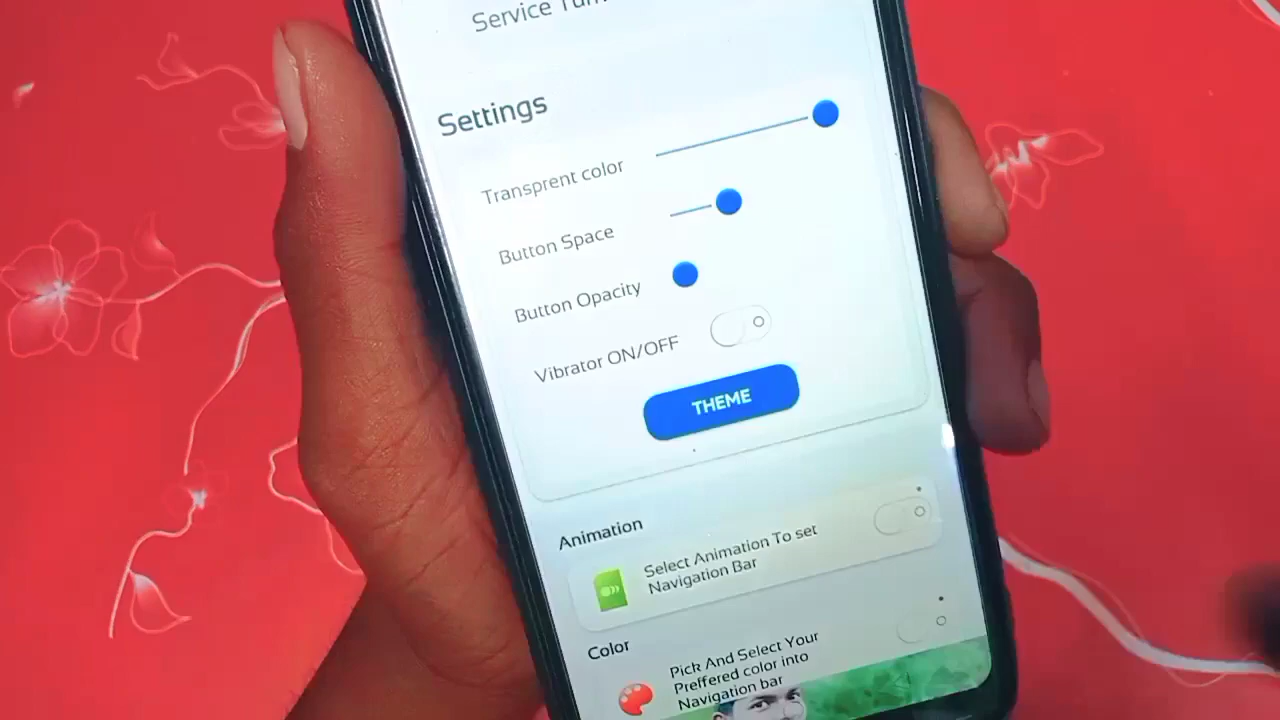 Service
Settings
Transprent color
Button Space
Button Opacity
Vibrator ON/OFF
THEME
Animation
Select Animation To set
Navigation Bar
Color
Pick And Select Your
Preffered color into
Navigation bar